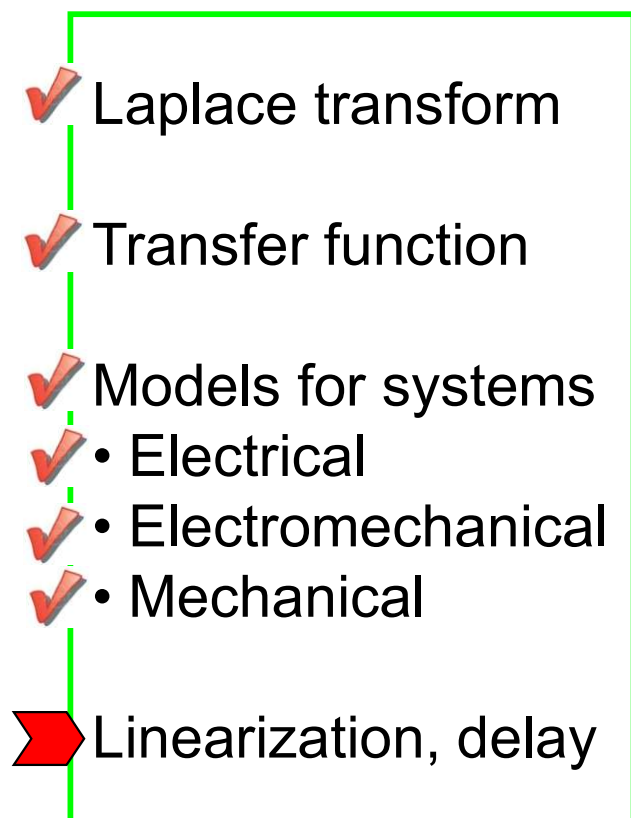 Laplace transform
Transfer function
Models for systems
• Electrical
• Electromechanical
• Mechanical
Linearization, delay